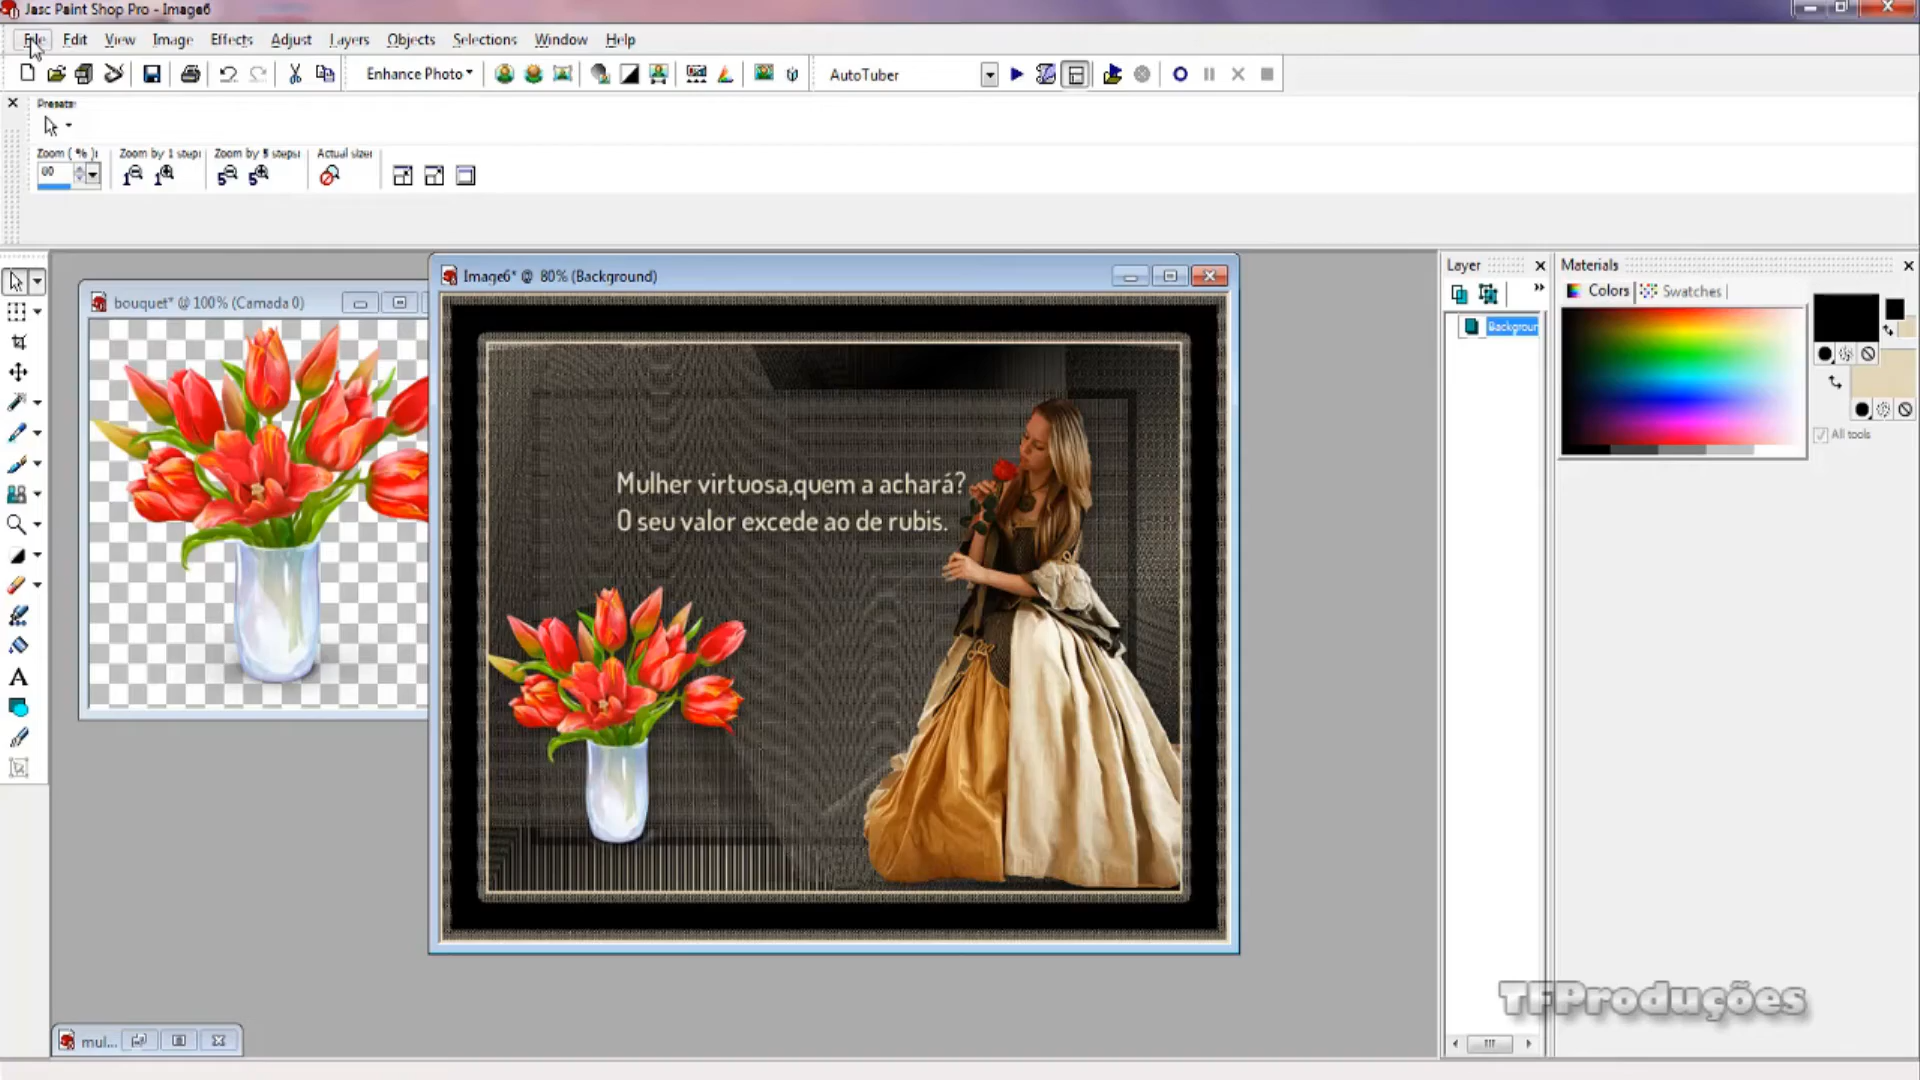 Jasc Paint Shop Pro - Image6
File Edit View Image Effects Adjust Layers Objects Selections Window Help
Enhance Photo
AutoTuber
Presets:
Zoom ( % ):
Zoom by 1 step:
Zoom by 5 steps:
Actual size:
Image6* @ 80% (Background)
bouquet* @ 100% (Camada 0)
Layer
Materials
Colors
Swatches
Backgroun
All tools
Mulher virtuosa,quem a achará?
O seu valor excede ao de rubis.
mul...
TFProduções